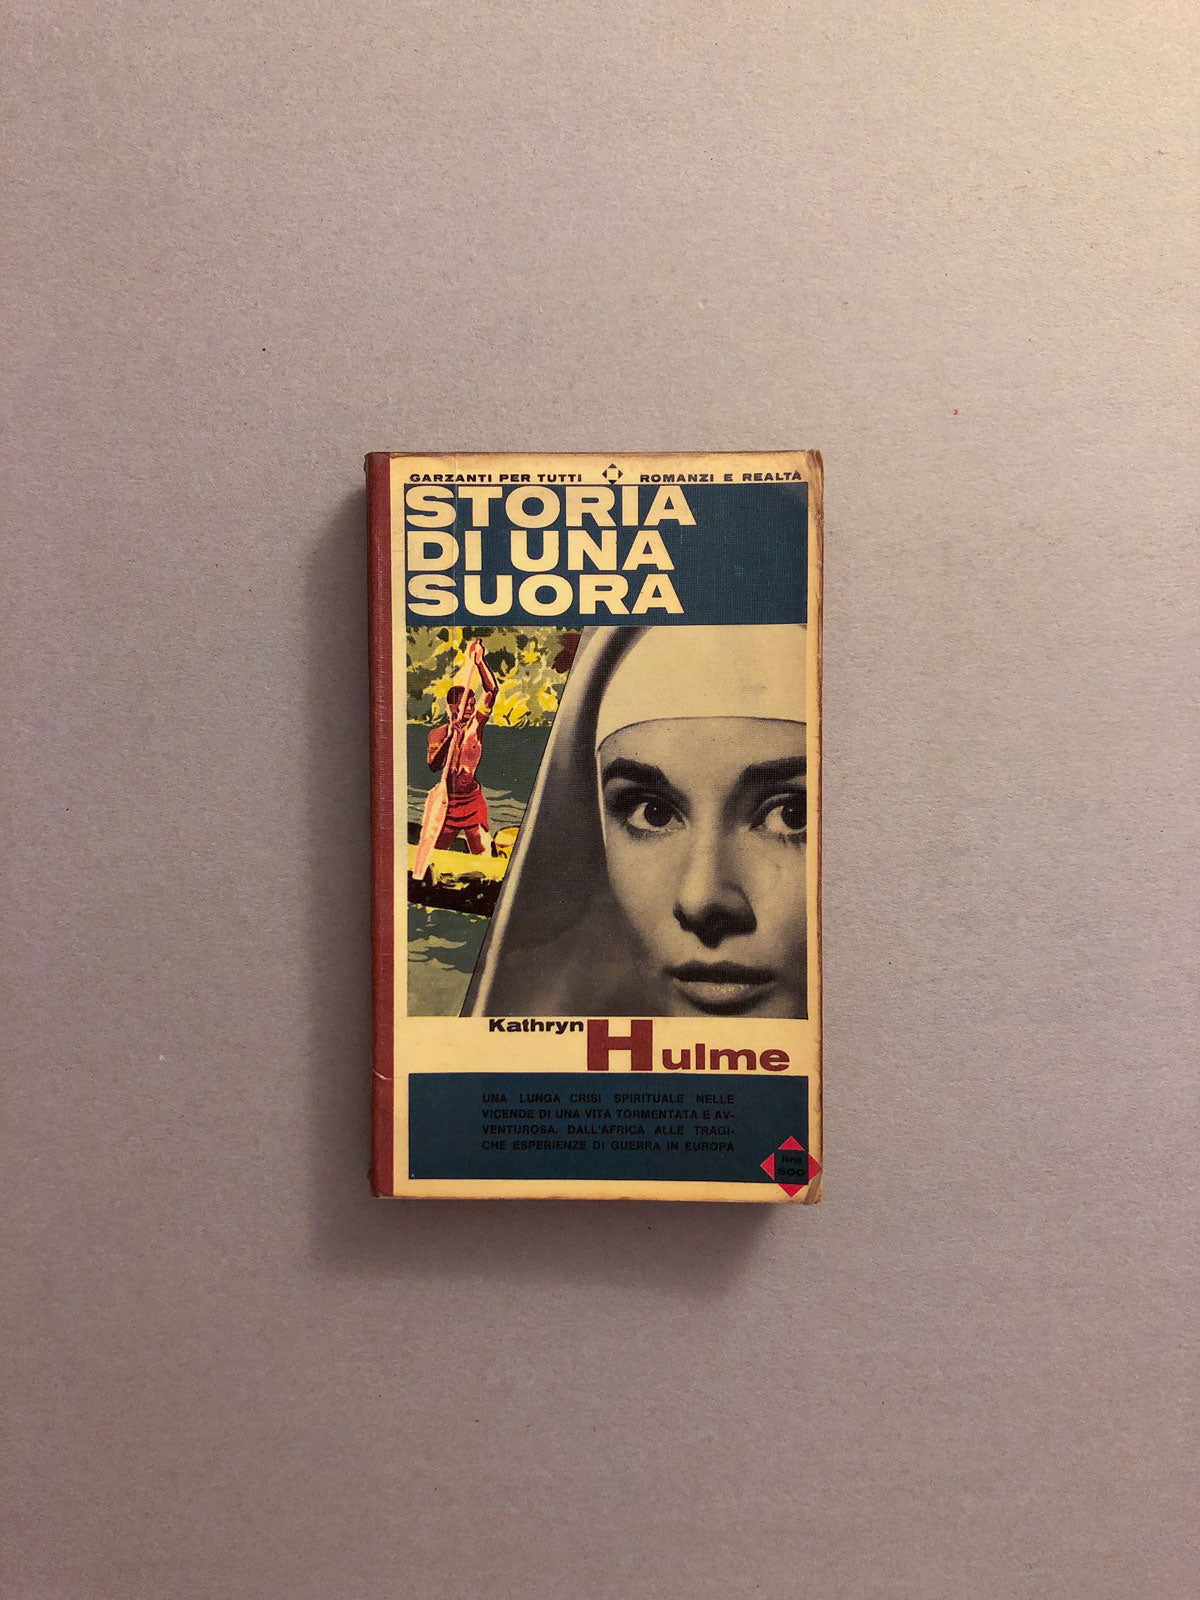 GARZANTI PER TUTTI ROMANZI E REALTÀ
STORIA
DI UNA
SUORA
Kathryn Hulme
UNA LUNGA CRISI SPIRITUALE NELLE
VICENDE DI UNA VITA TORMENTATA E AV-
VENTUROSA. DALL'AFRICA ALLE TRAGI-
CHE ESPERIENZE DI GUERRA IN EUROPA
lire